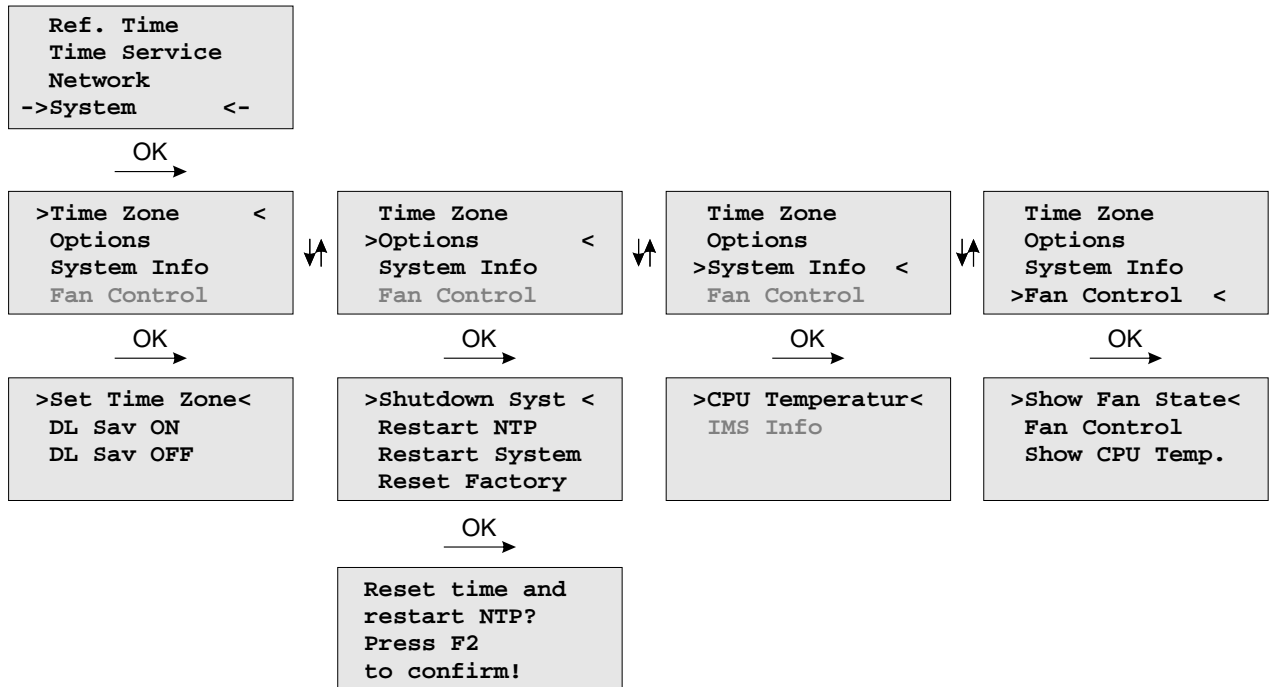 Ref. Time
Time Service
Network
->System <-
OK
>Time Zone <
Options
System Info
Fan Control
Time Zone
>Options <
System Info
Fan Control
Time Zone
Options
>System Info <
Fan Control
Time Zone
Options
System Info
>Fan Control <
OK
OK
OK
OK
>Set Time Zone<
DL Sav ON
DL Sav OFF
>Shutdown Syst <
Restart NTP
Restart System
Reset Factory
>CPU Temperatur<
IMS Info
>Show Fan State<
Fan Control
Show CPU Temp.
OK
Reset time and
restart NTP?
Press F2
to confirm!